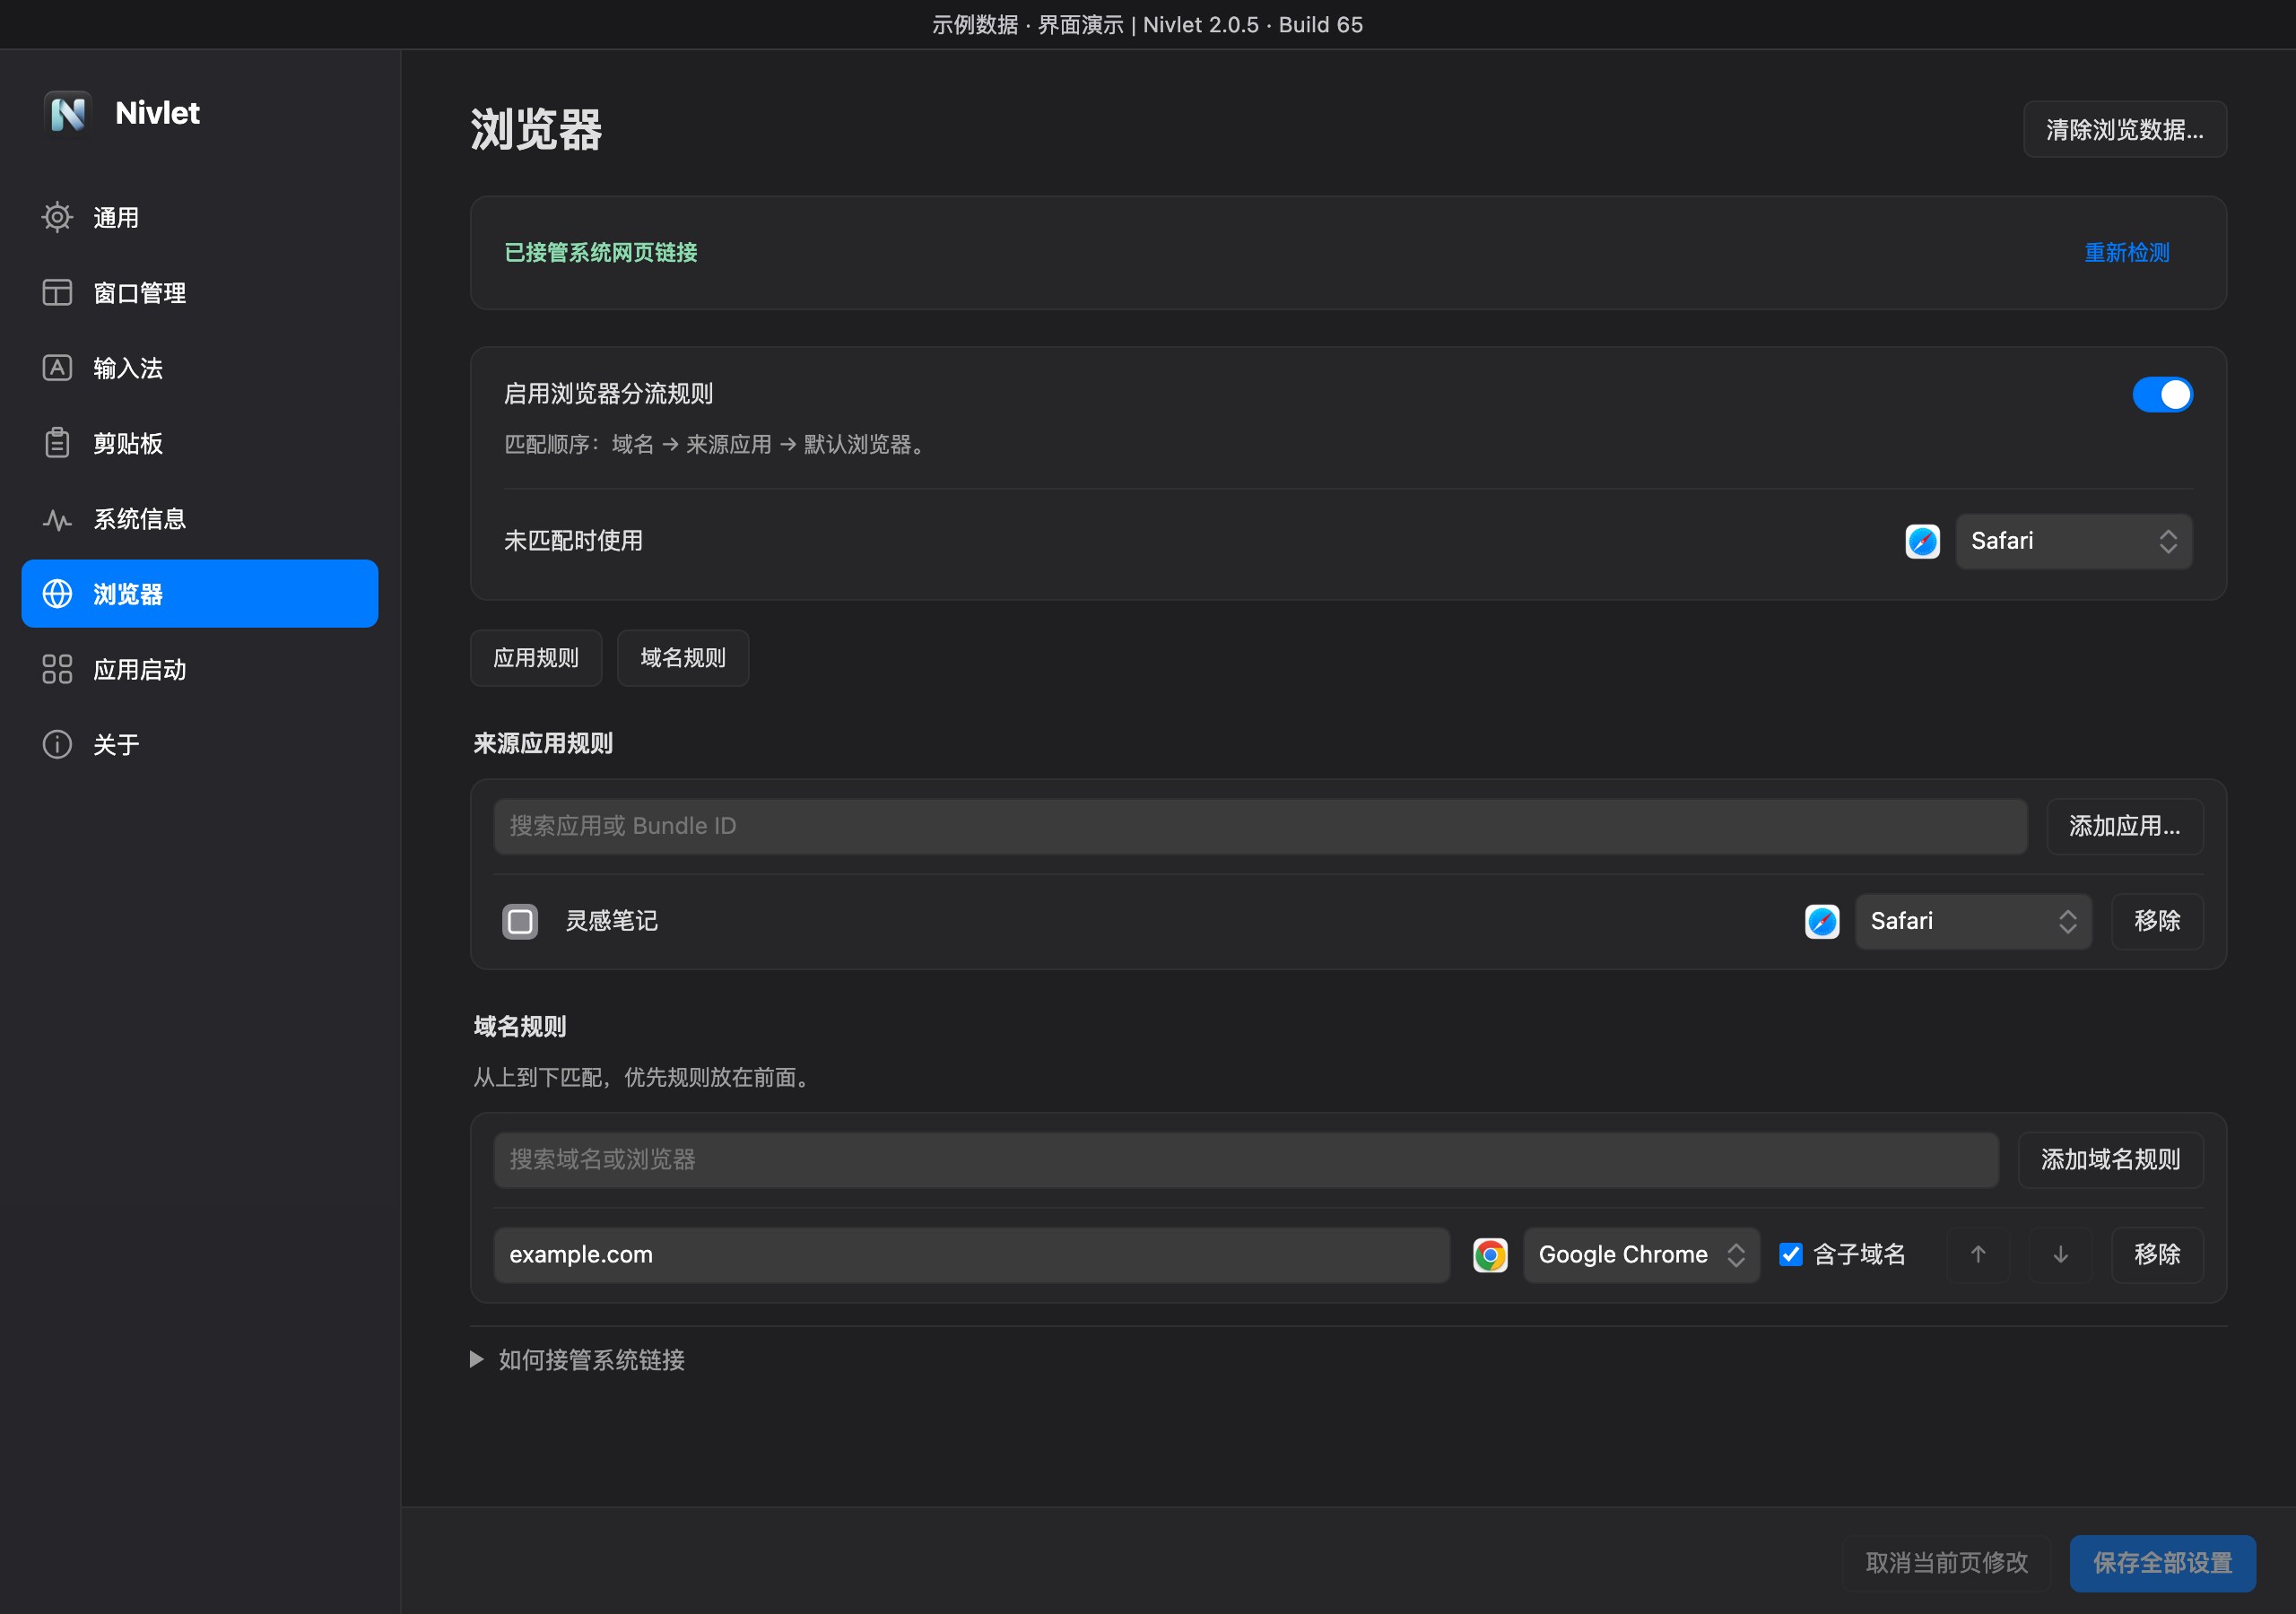 示例数据 · 界面演示 | Nivlet 2.0.5 · Build 65
Nivlet
通用
窗口管理
输入法
剪贴板
系统信息
浏览器
应用启动
关于
浏览器
清除浏览数据...
已接管系统网页链接
重新检测
启用浏览器分流规则
匹配顺序：域名 → 来源应用 → 默认浏览器。
未匹配时使用
Safari
应用规则
域名规则
来源应用规则
搜索应用或 Bundle ID
添加应用...
灵感笔记
Safari
移除
域名规则
从上到下匹配，优先规则放在前面。
搜索域名或浏览器
添加域名规则
example.com
Google Chrome
含子域名
↑
↓
移除
如何接管系统链接
取消当前页修改
保存全部设置